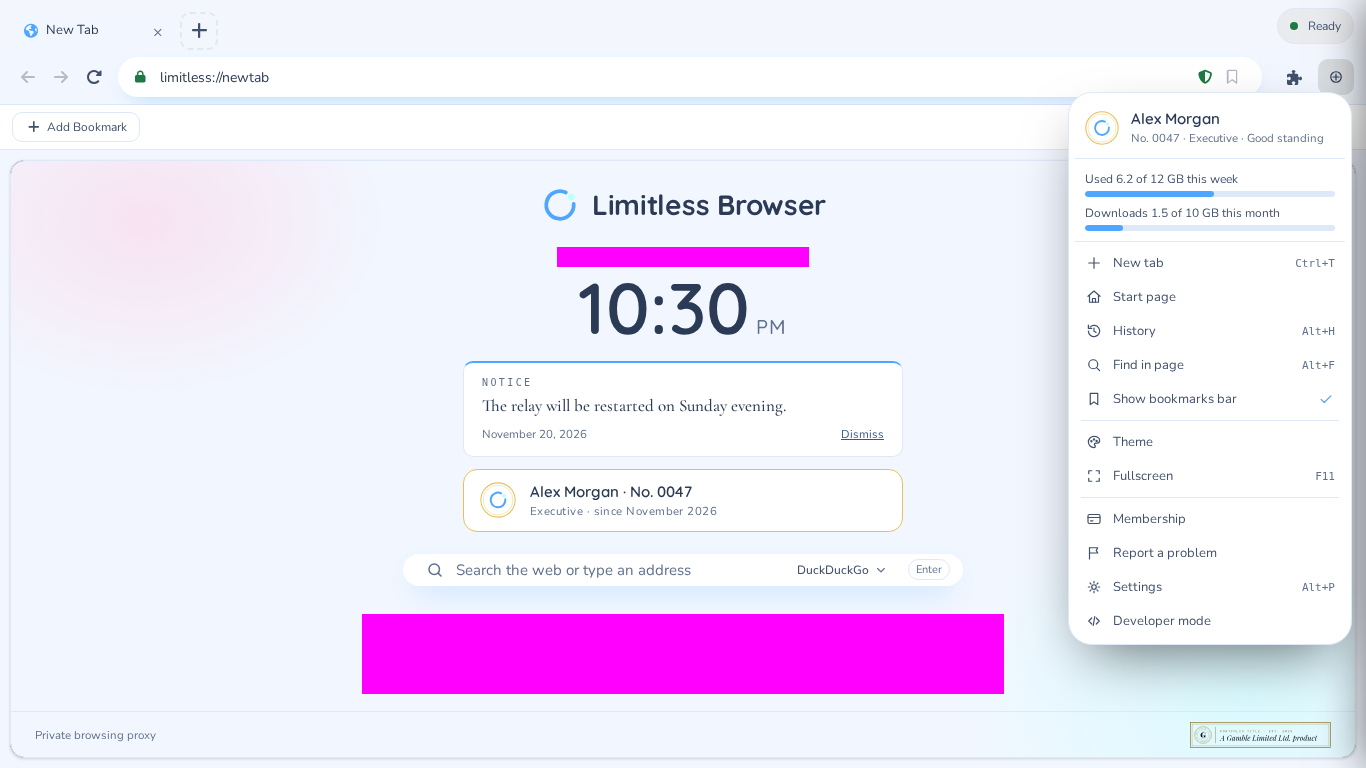 New Tab
Ready
limitless://newtab
Add Bookmark
Alex Morgan
No. 0047 · Executive · Good standing
Used 6.2 of 12 GB this week
Downloads 1.5 of 10 GB this month
New tab Ctrl+T
Start page
History Alt+H
Find in page Alt+F
Show bookmarks bar
Theme
Fullscreen F11
Membership
Report a problem
Settings Alt+P
Developer mode
Limitless Browser
10:30 PM
NOTICE
The relay will be restarted on Sunday evening.
November 20, 2026 Dismiss
Alex Morgan · No. 0047
Executive · since November 2026
Search the web or type an address DuckDuckGo Enter
Private browsing proxy
G
A Gamble Limited Ltd. product